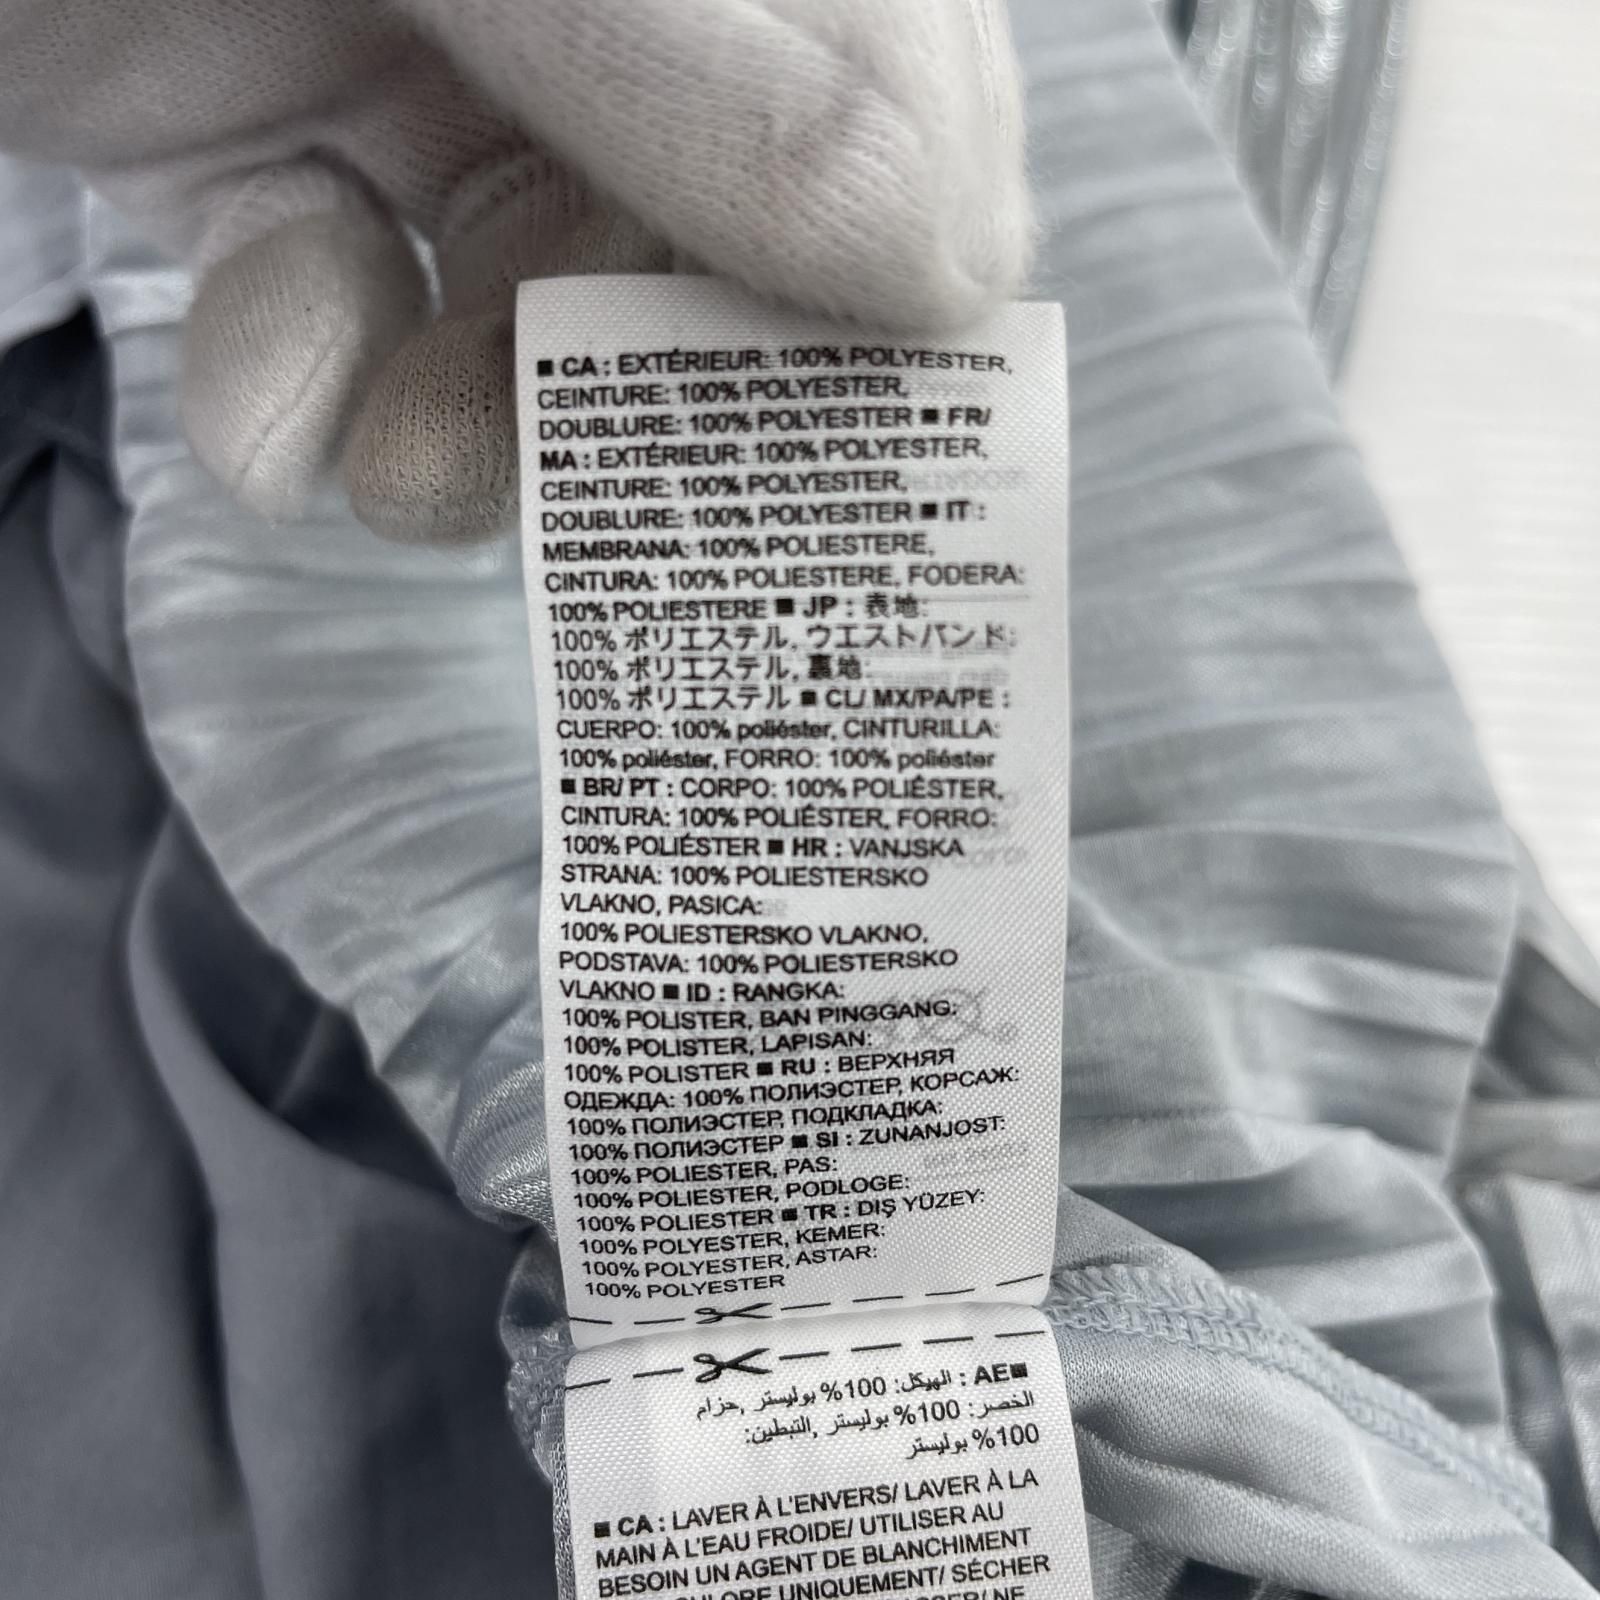 ■ CA : EXTÉRIEUR: 100% POLYESTER,
CEINTURE: 100% POLYESTER,
DOUBLURE: 100% POLYESTER ■ FR/
MA : EXTÉRIEUR: 100% POLYESTER,
CEINTURE: 100% POLYESTER,
DOUBLURE: 100% POLYESTER ■ IT :
MEMBRANA: 100% POLIESTERE,
CINTURA: 100% POLIESTERE, FODERA:
100% POLIESTERE ■ JP : 表地:
100% ポリエステル, ウエストバンド:
100% ポリエステル, 裏地:
100% ポリエステル ■ CL/ MX/PA/PE :
CUERPO: 100% poliéster, CINTURILLA:
100% poliéster, FORRO: 100% poliéster
■ BR/ PT : CORPO: 100% POLIÉSTER,
CINTURA: 100% POLIÉSTER, FORRO:
100% POLIÉSTER ■ HR : VANJSKA
STRANA: 100% POLIESTERSKO
VLAKNO, PASICA:
100% POLIESTERSKO VLAKNO,
PODSTAVA: 100% POLIESTERSKO
VLAKNO ■ ID : RANGKA:
100% POLISTER, BAN PINGGANG:
100% POLISTER, LAPISAN:
100% POLISTER ■ RU : ВЕРХНЯЯ
ОДЕЖДА: 100% ПОЛИЭСТЕР, КОРСАЖ:
100% ПОЛИЭСТЕР, ПОДКЛАДКА:
100% ПОЛИЭСТЕР ■ SI : ZUNANJOST:
100% POLIESTER, PAS:
100% POLIESTER, PODLOGE:
100% POLIESTER ■ TR : DIŞ YÜZEY:
100% POLYESTER, KEMER:
100% POLYESTER, ASTAR:
100% POLYESTER
■AE : الهيكل: 100% بوليستر ,حزام
الخصر: 100% بوليستر ,التبطين:
100% بوليستر
■ CA : LAVER À L'ENVERS/ LAVER À LA
MAIN À L'EAU FROIDE/ UTILISER AU
BESOIN UN AGENT DE BLANCHIMENT
UNIQUEMENT/ SÉCHER
NE